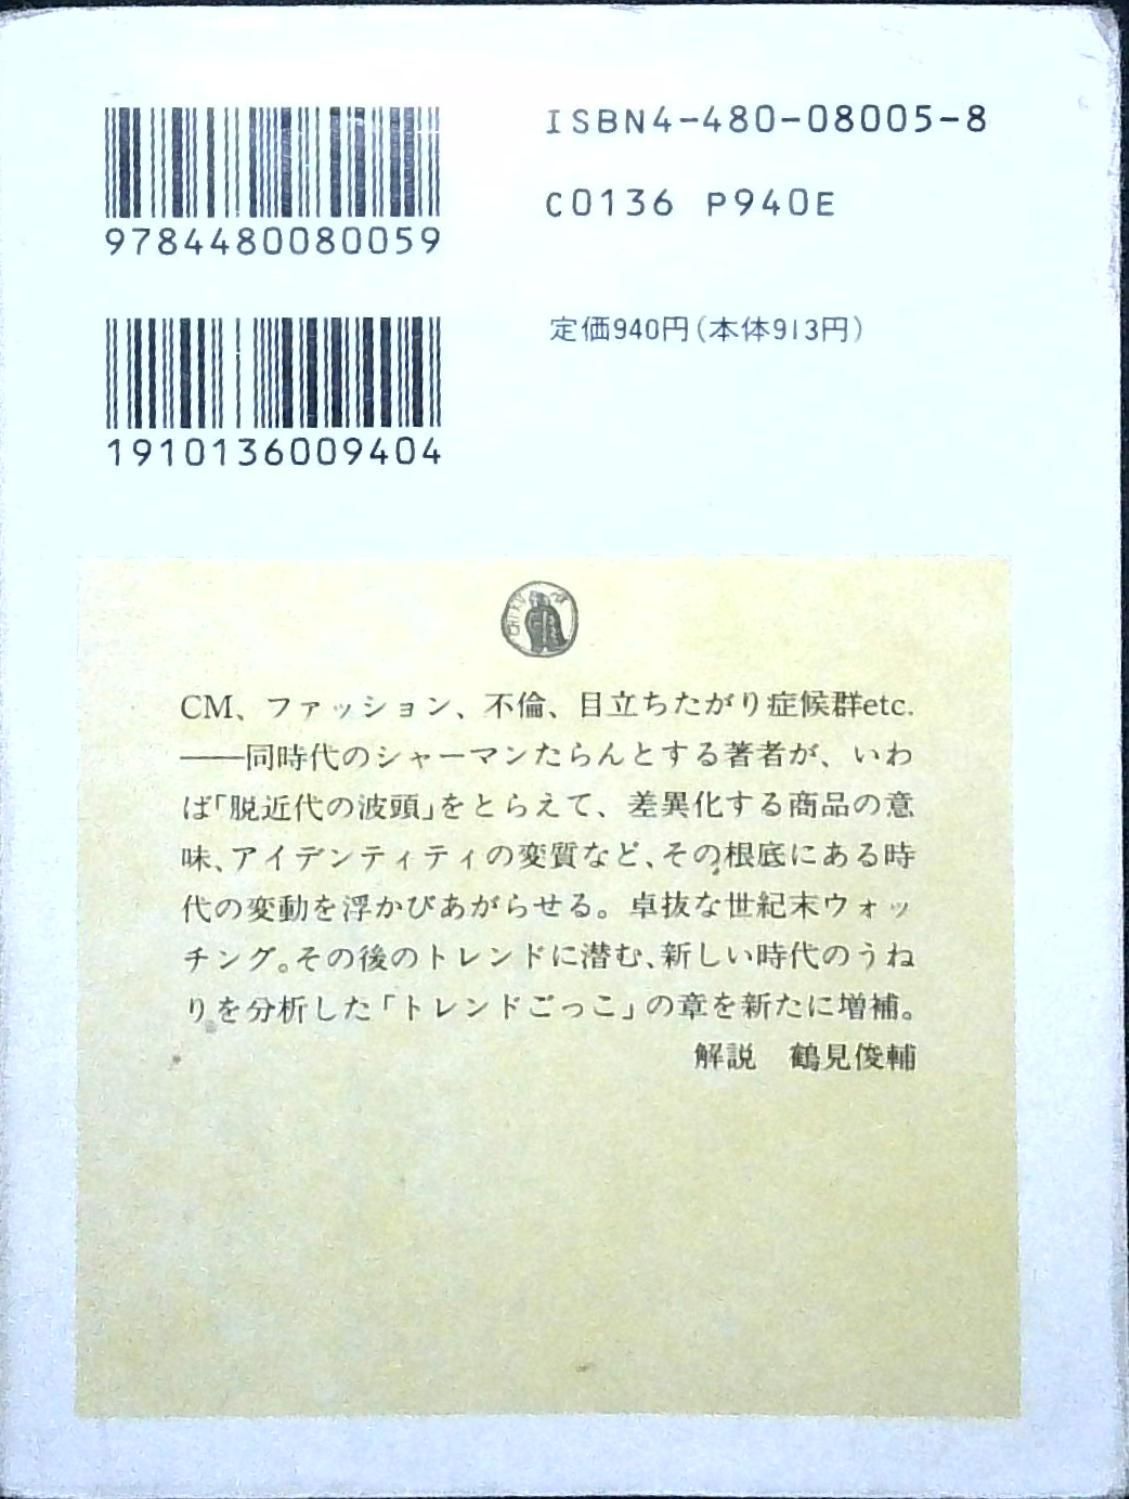 9784480080059
1910136009404
ISBN4-480-08005-8
C0136 P940E
定価940円(本体913円)
CM、ファッション、不倫、目立ちたがり症候群etc.
——同時代のシャーマンたらんとする著者が、いわ
ば「脱近代の波頭」をとらえて、差異化する商品の意
味、アイデンティティの変質など、その根底にある時
代の変動を浮かびあがらせる。卓抜な世紀末ウォッ
チング。その後のトレンドに潜む、新しい時代のうね
りを分析した「トレンドごっこ」の章を新たに増補。
解説 鶴見俊輔